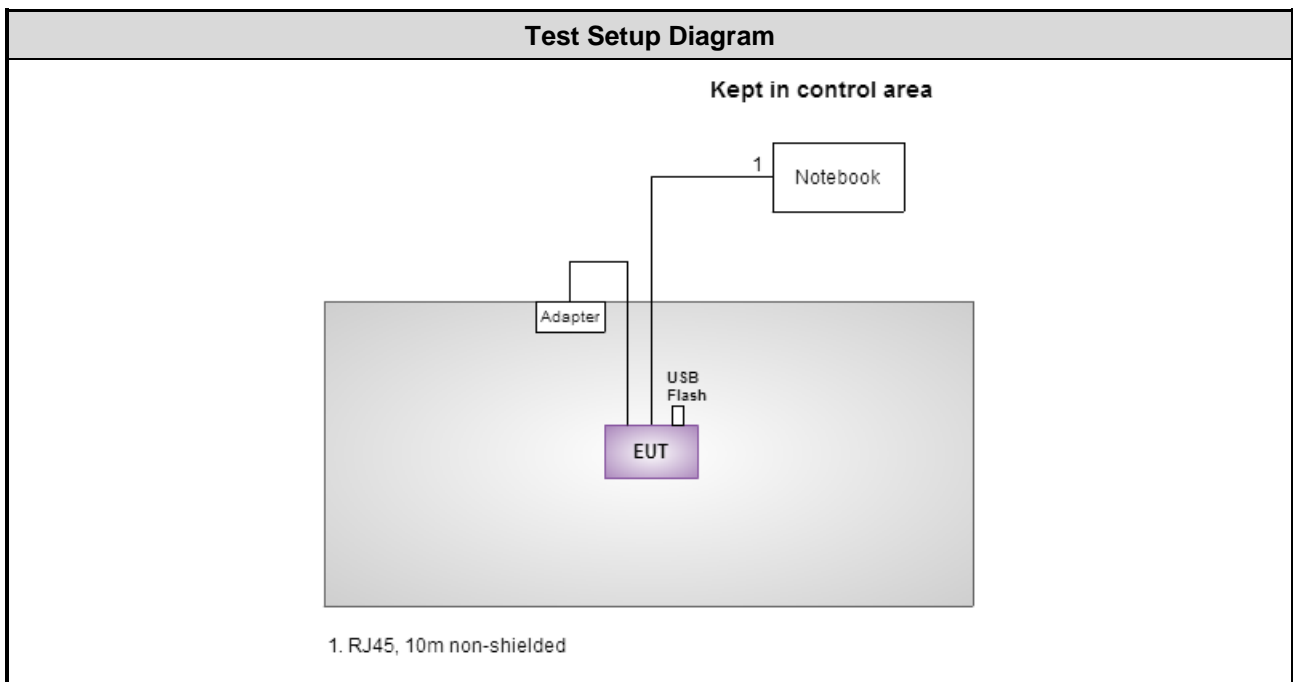 Test Setup Diagram
Kept in control area
1
Notebook
Adapter
USB
Flash
EUT
1. RJ45, 10m non-shielded